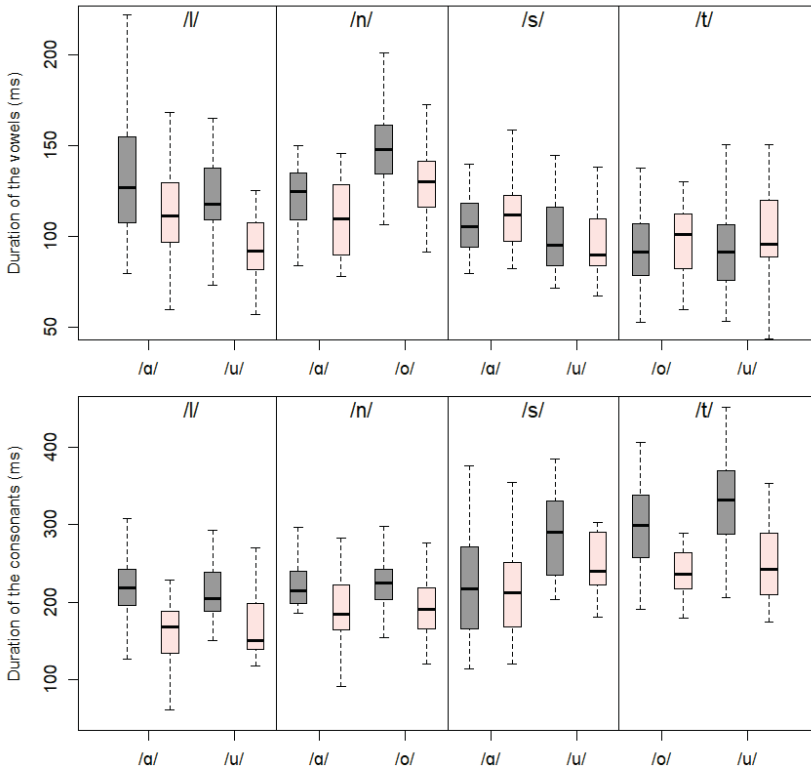 /l/ /n/ /s/ /t/
Duration of the vowels (ms)
200
150
100
50
/ɑ/ /u/ /ɑ/ /o/ /ɑ/ /u/ /o/ /u/
/l/ /n/ /s/ /t/
Duration of the consonants (ms)
400
300
200
100
/ɑ/ /u/ /ɑ/ /o/ /ɑ/ /u/ /o/ /u/